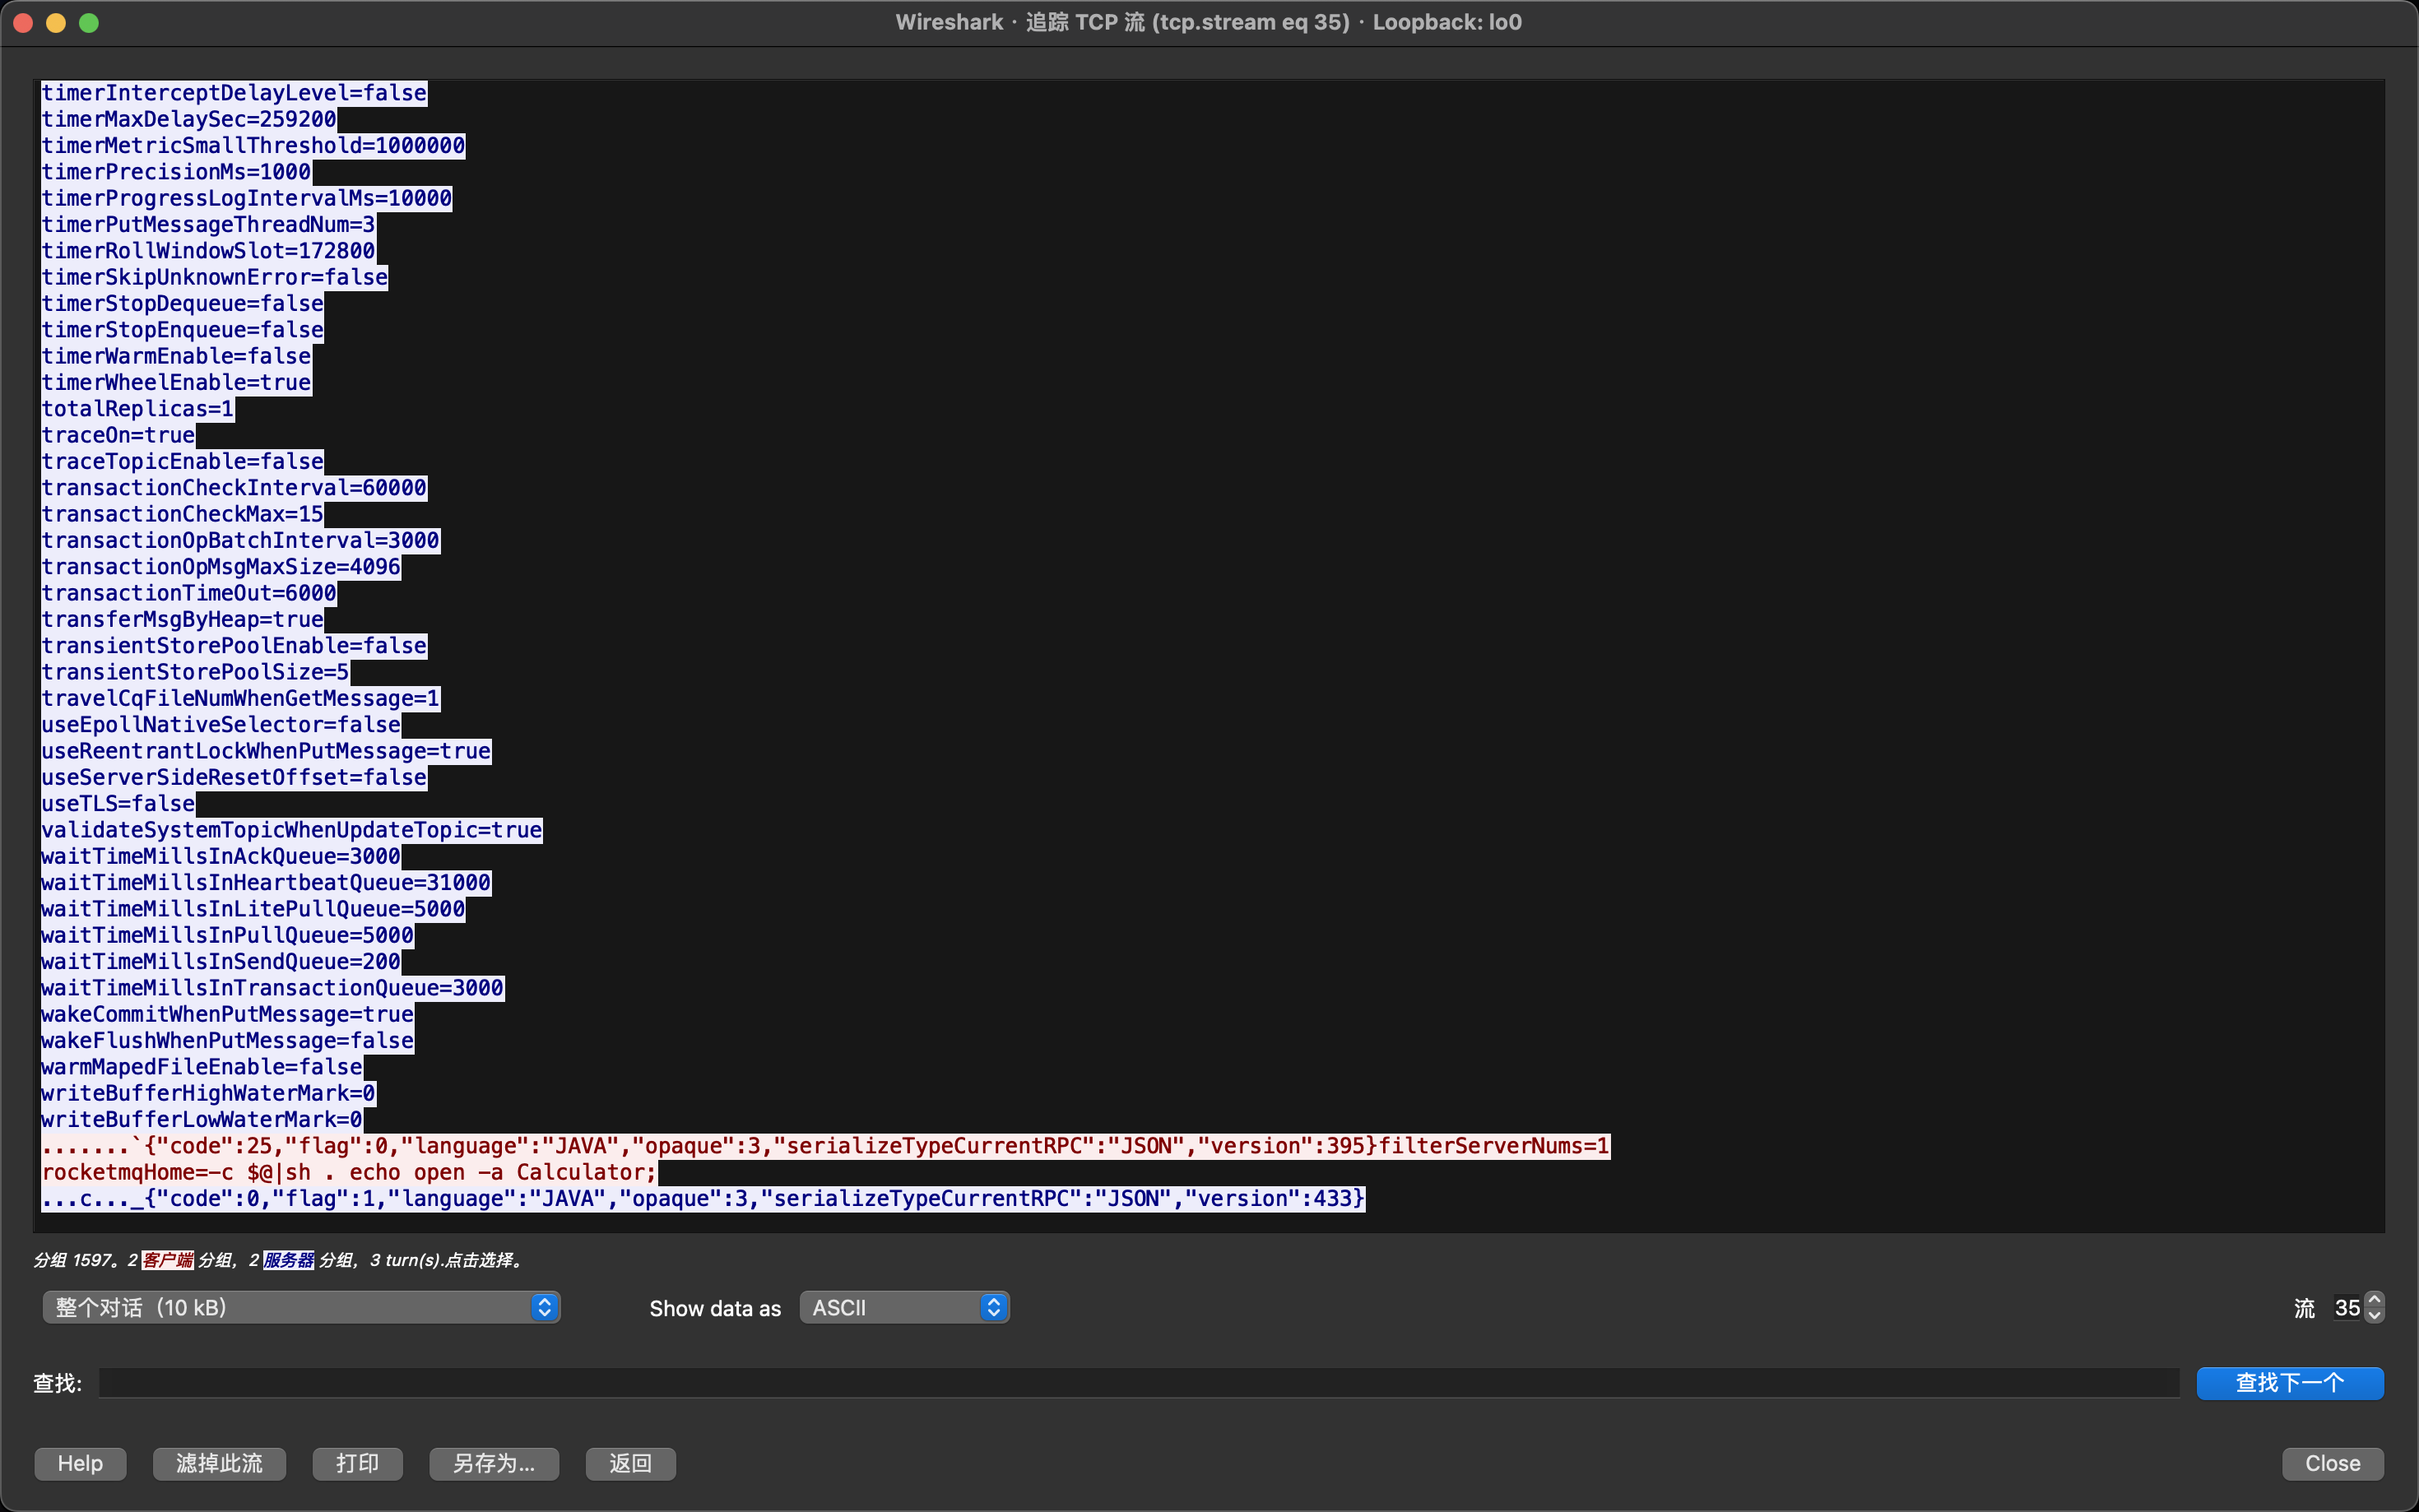 Wireshark · 追踪 TCP 流 (tcp.stream eq 35) · Loopback: lo0
timerInterceptDelayLevel=false
timerMaxDelaySec=259200
timerMetricSmallThreshold=1000000
timerPrecisionMs=1000
timerProgressLogIntervalMs=10000
timerPutMessageThreadNum=3
timerRollWindowSlot=172800
timerSkipUnknownError=false
timerStopDequeue=false
timerStopEnqueue=false
timerWarmEnable=false
timerWheelEnable=true
totalReplicas=1
traceOn=true
traceTopicEnable=false
transactionCheckInterval=60000
transactionCheckMax=15
transactionOpBatchInterval=3000
transactionOpMsgMaxSize=4096
transactionTimeOut=6000
transferMsgByHeap=true
transientStorePoolEnable=false
transientStorePoolSize=5
travelCqFileNumWhenGetMessage=1
useEpollNativeSelector=false
useReentrantLockWhenPutMessage=true
useServerSideResetOffset=false
useTLS=false
validateSystemTopicWhenUpdateTopic=true
waitTimeMillsInAckQueue=3000
waitTimeMillsInHeartbeatQueue=31000
waitTimeMillsInLitePullQueue=5000
waitTimeMillsInPullQueue=5000
waitTimeMillsInSendQueue=200
waitTimeMillsInTransactionQueue=3000
wakeCommitWhenPutMessage=true
wakeFlushWhenPutMessage=false
warmMapedFileEnable=false
writeBufferHighWaterMark=0
writeBufferLowWaterMark=0
.......`{"code":25,"flag":0,"language":"JAVA","opaque":3,"serializeTypeCurrentRPC":"JSON","version":395}filterServerNums=1
rocketmqHome=-c $@|sh . echo open -a Calculator;
...c..._{"code":0,"flag":1,"language":"JAVA","opaque":3,"serializeTypeCurrentRPC":"JSON","version":433}
分组 1597。2 客户端 分组，2 服务器 分组，3 turn(s).点击选择。
整个对话（10 kB） Show data as ASCII 流 35
查找: 查找下一个
Help 滤掉此流 打印 另存为... 返回 Close